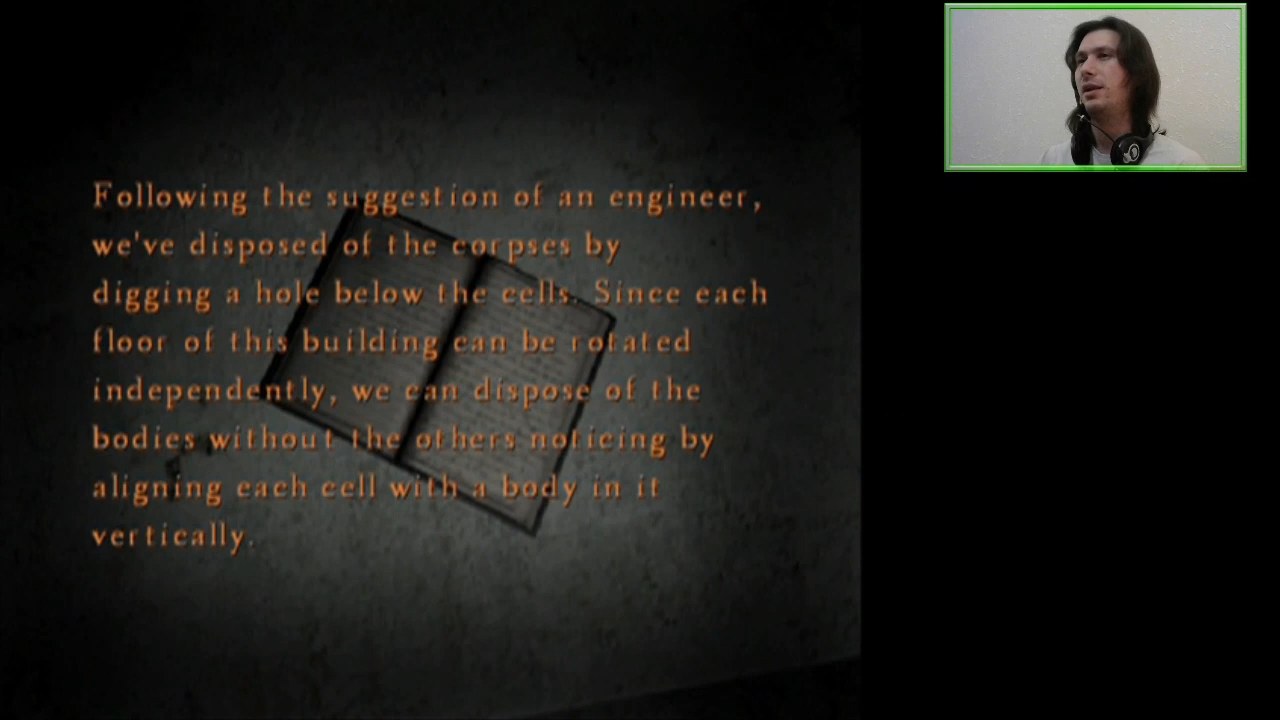 Following the suggestion of an engineer,
we've disposed of the corpses by
digging a hole below the cells. Since each
floor of this building can be rotated
independently, we can dispose of the
bodies without the others noticing by
aligning each cell with a body in it
vertically.